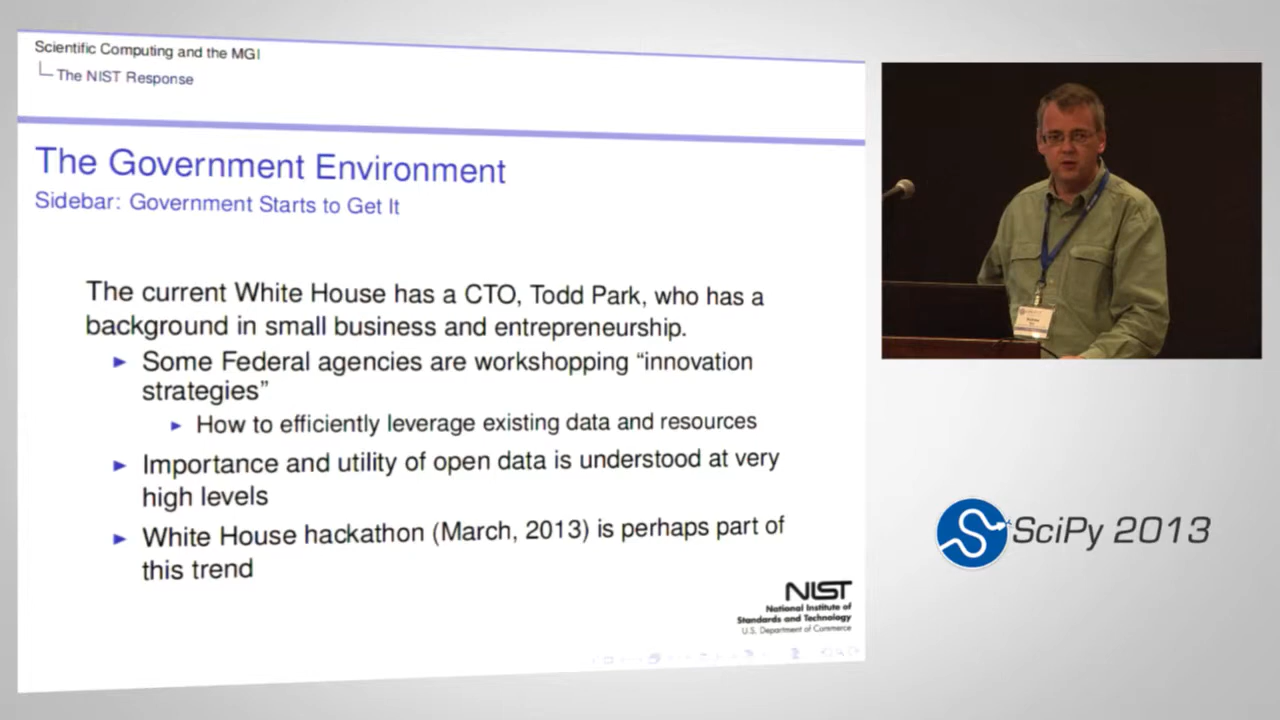 Scientific Computing and the MGI
The NIST Response
The Government Environment
Sidebar: Government Starts to Get It
The current White House has a CTO, Todd Park, who has a
background in small business and entrepreneurship.
Some Federal agencies are workshopping “innovation
strategies”
How to efficiently leverage existing data and resources
Importance and utility of open data is understood at very
high levels
White House hackathon (March, 2013) is perhaps part of
this trend
NIST
National Institute of
Standards and Technology
U.S. Department of Commerce
SciPy 2013